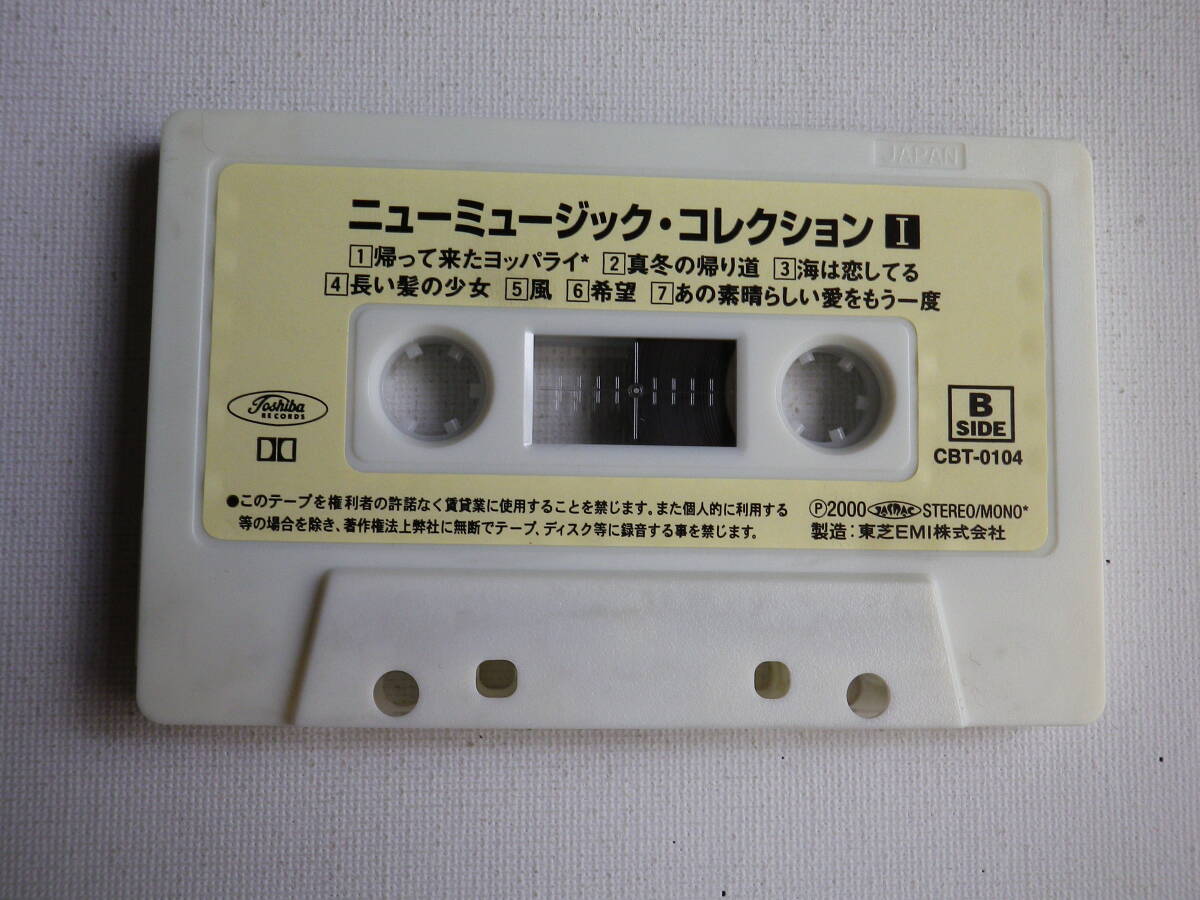 JAPAN
ニューミュージック・コレクション I
1 帰って来たヨッパライ* 2 真冬の帰り道 3 海は恋してる
4 長い髪の少女 5 風 6 希望 7 あの素晴らしい愛をもう一度
Toshiba
RECORDS
B
SIDE
CBT-0104
●このテープを権利者の許諾なく賃貸業に使用することを禁じます。また個人的に利用する
等の場合を除き、著作権法上弊社に無断でテープ、ディスク等に録音する事を禁じます。
Ⓟ2000 JASRAC STEREO/MONO*
製造：東芝EMI株式会社